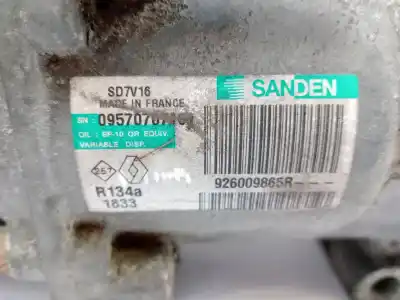 SD7V16
MADE IN FRANCE
SANDEN
SN:
OIL : SP-10 OR EQUIV.
VARIABLE DISP.
R134a
1833
926009865R---